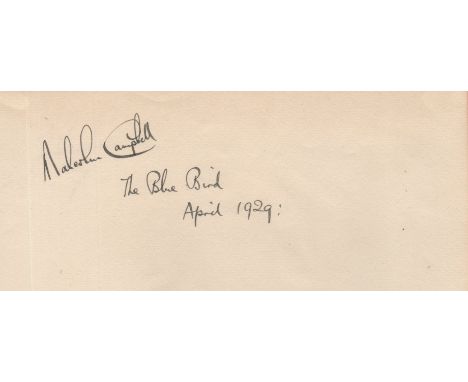 Malcolm Campbell
The Blue Bird
April 1929: